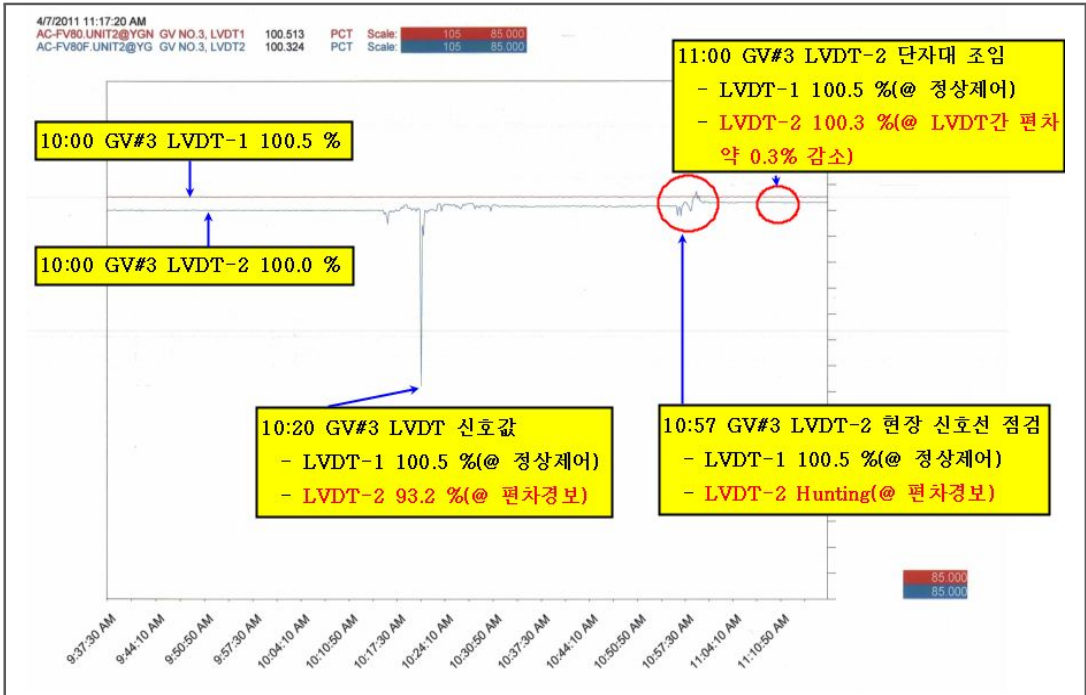 4/7/2011 11:17:20 AM
AC-FV80.UNIT2@YGN GV NO.3, LVDT1 100.513 PCT Scale: 105 85.000
AC-FV80F.UNIT2@YG GV NO.3, LVDT2 100.324 PCT Scale: 105 85.000
11:00 GV#3 LVDT-2 단자대 조임
- LVDT-1 100.5 %(@ 정상제어)
- LVDT-2 100.3 %(@ LVDT간 편차
약 0.3% 감소)
10:00 GV#3 LVDT-1 100.5 %
10:00 GV#3 LVDT-2 100.0 %
10:20 GV#3 LVDT 신호값
- LVDT-1 100.5 %(@ 정상제어)
- LVDT-2 93.2 %(@ 편차경보)
10:57 GV#3 LVDT-2 현장 신호선 점검
- LVDT-1 100.5 %(@ 정상제어)
- LVDT-2 Hunting(@ 편차경보)
85.000
85.000
9:37:30 AM
9:44:10 AM
9:50:50 AM
9:57:30 AM
10:04:10 AM
10:10:50 AM
10:17:30 AM
10:24:10 AM
10:30:50 AM
10:37:30 AM
10:44:10 AM
10:50:50 AM
10:57:30 AM
11:04:10 AM
11:10:50 AM